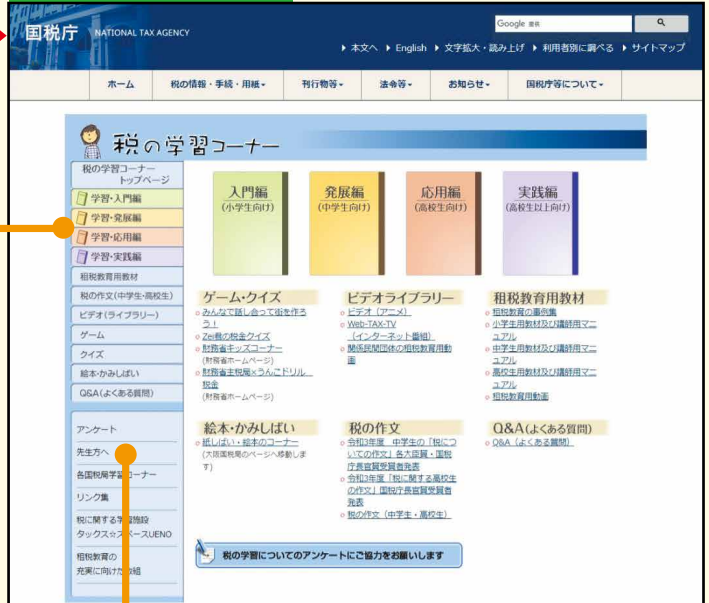 国税庁 NATIONAL TAX AGENCY
Google 提供
本文へ English 文字拡大・読み上げ 利用者別に調べる サイトマップ
ホーム 税の情報・手続・用紙 刊行物等 法令等 お知らせ 国税庁等について
税の学習コーナー
税の学習コーナー
トップページ
学習・入門編
学習・発展編
学習・応用編
学習・実践編
租税教育用教材
税の作文(中学生・高校生)
ビデオ(ライブラリー)
ゲーム
クイズ
絵本・かみしばい
Q&A(よくある質問)
アンケート
先生方へ
各国税局学習コーナー
リンク集
税に関する学習施設
タックス☆スペースUENO
租税教育の
充実に向けた取組
入門編
(小学生向け)
発展編
(中学生向け)
応用編
(高校生向け)
実践編
(高校生以上向け)
ゲーム・クイズ
みんなで話し合って街を作ろ
う!
Zei君の税金クイズ
財務省キッズコーナー
(財務省ホームページ)
財務省主税局×うんこドリル
税金
(財務省ホームページ)
ビデオライブラリー
ビデオ(アニメ)
Web-TAX-TV
(インターネット番組)
関係民間団体の租税教育用動
画
租税教育用教材
租税教育の事例集
小学生用教材及び講師用マニ
ュアル
中学生用教材及び講師用マニ
ュアル
高校生用教材及び講師用マニ
ュアル
租税教育用動画
絵本・かみしばい
紙しばい・絵本のコーナー
(大阪国税局のページへ移動しま
す)
税の作文
令和3年度 中学生の「税につ
いての作文」各大臣賞・国税
庁長官賞受賞者発表
令和3年度「税に関する高校生
の作文」国税庁長官賞受賞者
発表
税の作文(中学生・高校生)
Q&A(よくある質問)
Q&A(よくある質問)
税の学習についてのアンケートにご協力をお願いします